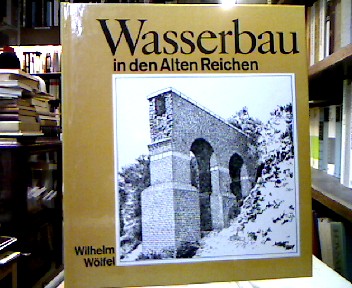 Wasserbau
in den Alten Reichen
Wilhelm
Wölfel